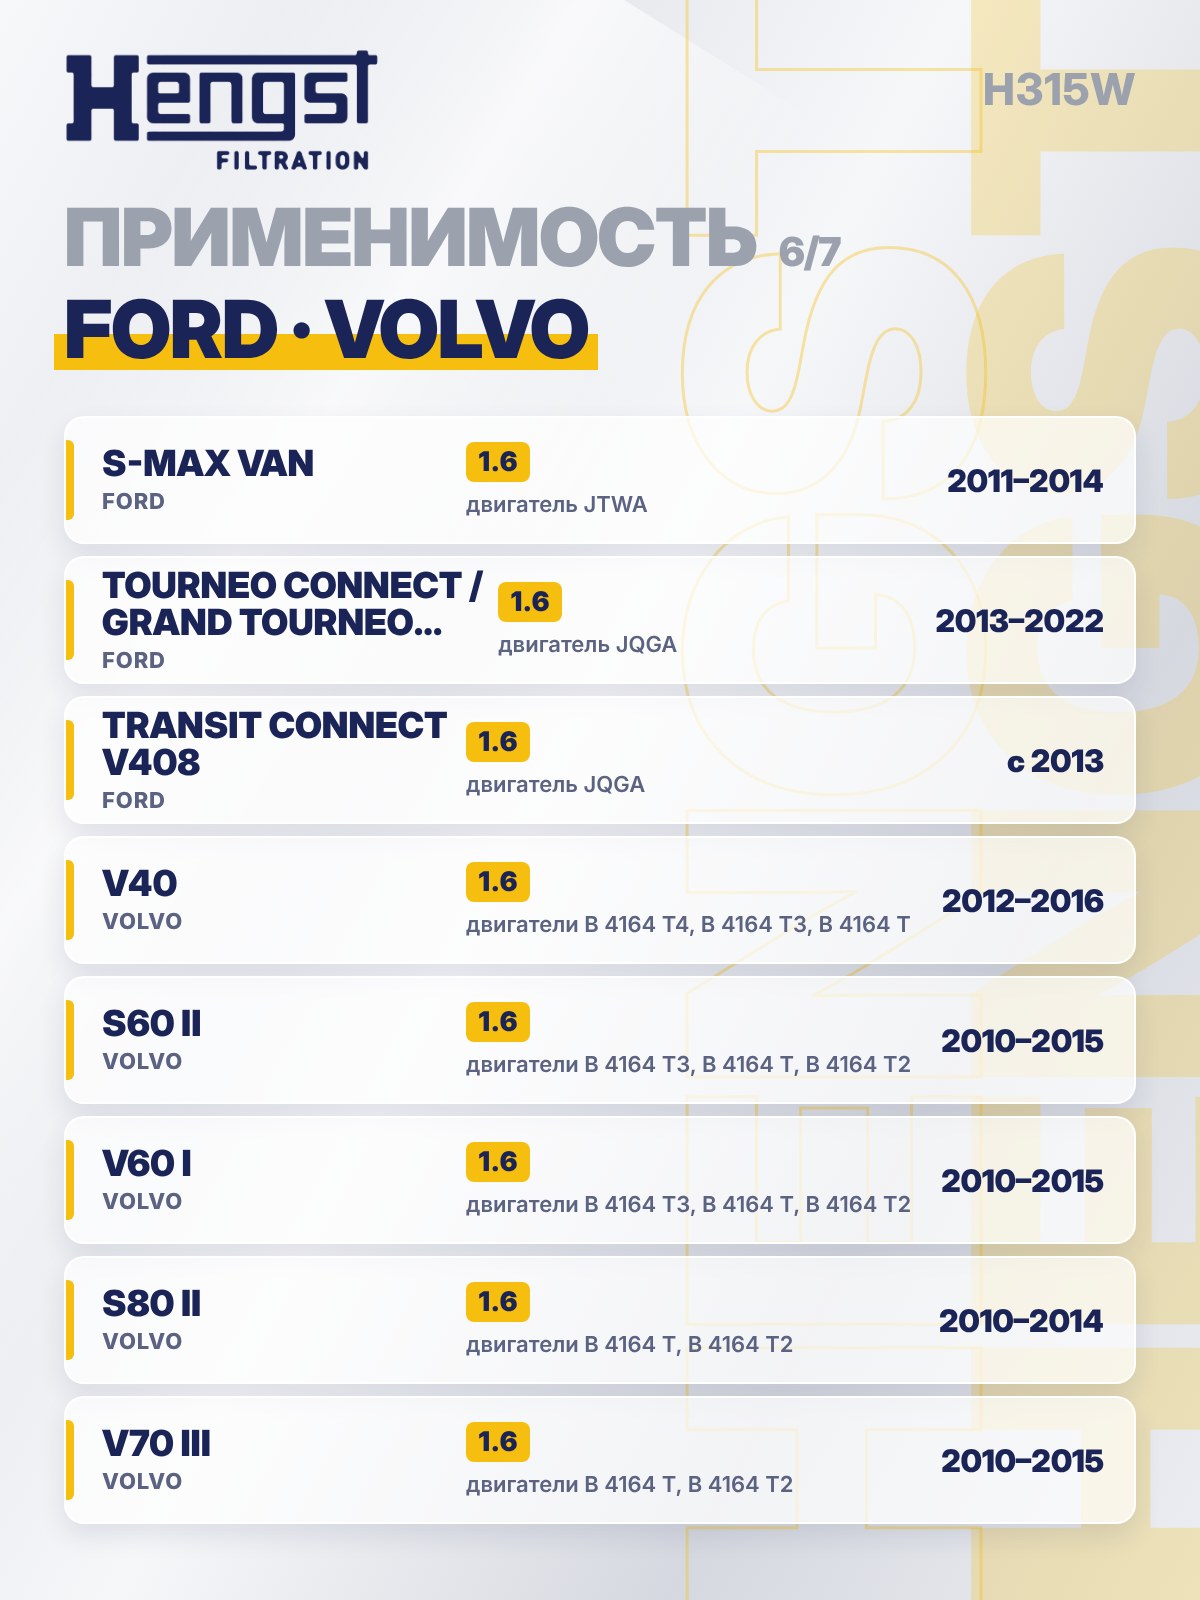 Hengst
FILTRATION
H315W
ПРИМЕНИМОСТЬ 6/7
FORD · VOLVO
S-MAX VAN
FORD
1.6
двигатель JTWA
2011–2014
TOURNEO CONNECT /
GRAND TOURNEO...
FORD
1.6
двигатель JQGA
2013–2022
TRANSIT CONNECT
V408
FORD
1.6
двигатель JQGA
с 2013
V40
VOLVO
1.6
двигатели B 4164 T4, B 4164 T3, B 4164 T
2012–2016
S60 II
VOLVO
1.6
двигатели B 4164 T3, B 4164 T, B 4164 T2
2010–2015
V60 I
VOLVO
1.6
двигатели B 4164 T3, B 4164 T, B 4164 T2
2010–2015
S80 II
VOLVO
1.6
двигатели B 4164 T, B 4164 T2
2010–2014
V70 III
VOLVO
1.6
двигатели B 4164 T, B 4164 T2
2010–2015
HENGST
HENGST